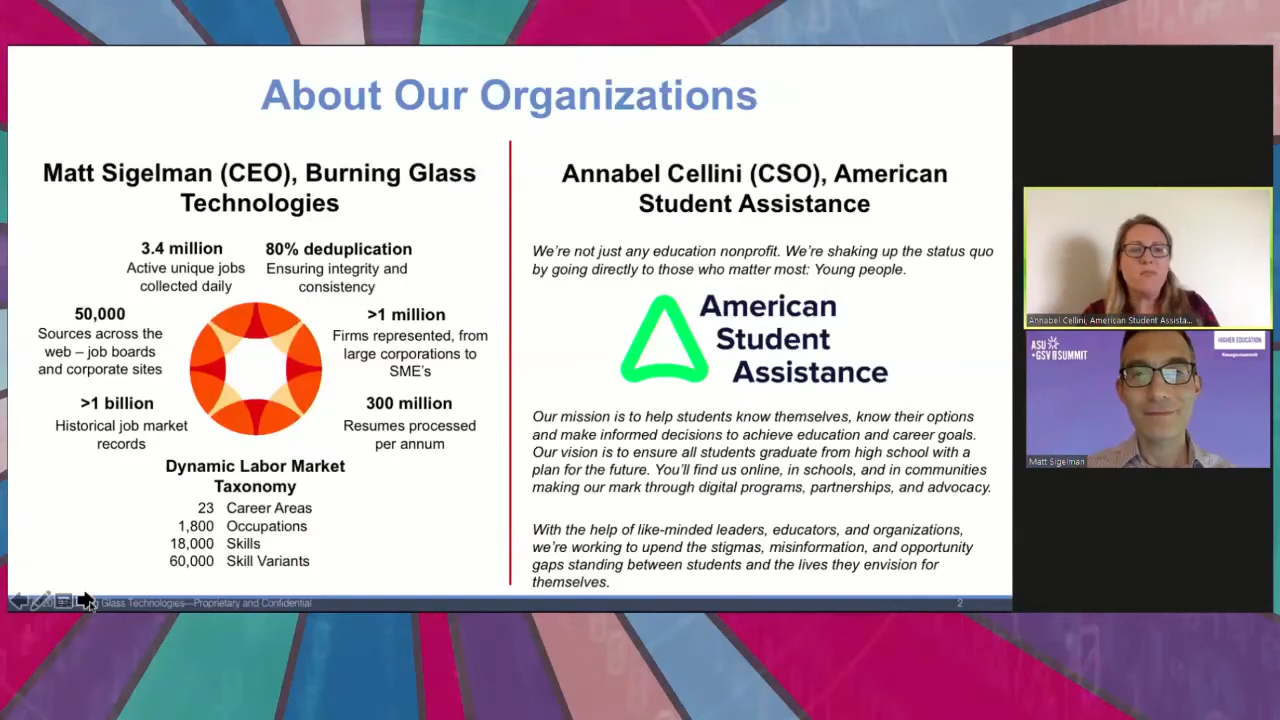 About Our Organizations
Matt Sigelman (CEO), Burning Glass
Technologies
3.4 million
Active unique jobs
collected daily
80% deduplication
Ensuring integrity and
consistency
50,000
Sources across the
web – job boards
and corporate sites
>1 million
Firms represented, from
large corporations to
SME's
>1 billion
Historical job market
records
300 million
Resumes processed
per annum
Dynamic Labor Market
Taxonomy
23 Career Areas
1,800 Occupations
18,000 Skills
60,000 Skill Variants
Annabel Cellini (CSO), American
Student Assistance
We're not just any education nonprofit. We're shaking up the status quo
by going directly to those who matter most: Young people.
American
Student
Assistance
Our mission is to help students know themselves, know their options
and make informed decisions to achieve education and career goals.
Our vision is to ensure all students graduate from high school with a
plan for the future. You'll find us online, in schools, and in communities
making our mark through digital programs, partnerships, and advocacy.
With the help of like-minded leaders, educators, and organizations,
we're working to upend the stigmas, misinformation, and opportunity
gaps standing between students and the lives they envision for
themselves.
Glass Technologies—Proprietary and Confidential
2
Annabel Cellini, American Student Assista...
ASU
+GSV SUMMIT
HIGHER EDUCATION
#asugsvsummit
Matt Sigelman